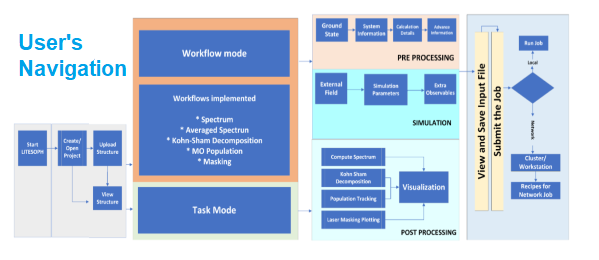 User's
Navigation
Start
LITESOPH
Create/
Open
Project
Upload
Structure
View
Structure
Workflow mode
Workflows implemented
* Spectrum
* Averaged Spectrun
* Kohn-Sham Decomposition
* MO Population
* Masking
Task Mode
Ground
State
System
Information
Calculation
Details
Advance
Information
PRE PROCESSING
External
Field
Simulation
Parameters
Extra
Observables
SIMULATION
Compute Spectrum
Kohn Sham
Decomposition
Population Tracking
Laser Masking Plotting
Visualization
POST PROCESSING
View and Save Input File
Submit the Job
Run Job
Local
Network
Cluster/
Workstation
Recipes for
Network Job